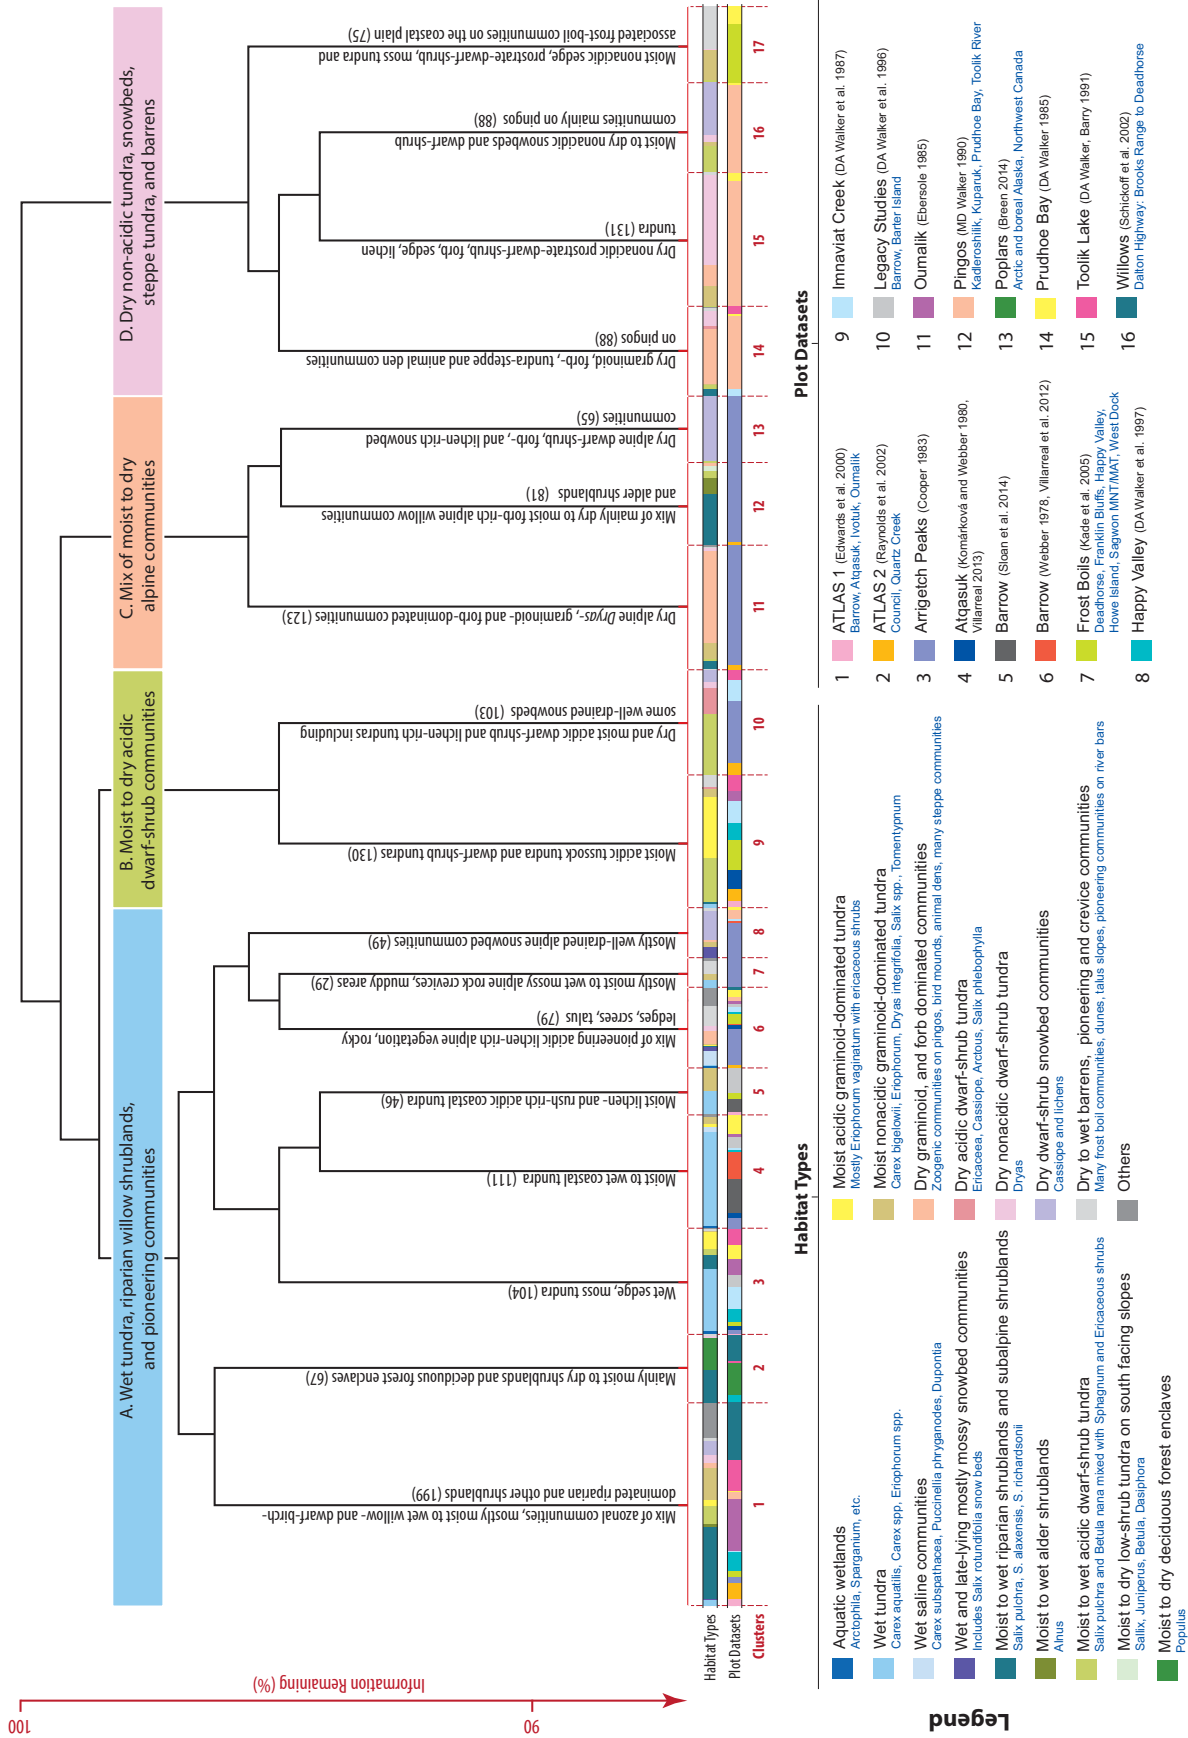 100
90
Information Remaining (%)
A. Wet tundra, riparian willow shrublands,
and pioneering communities
B. Moist to dry acidic
dwarf-shrub communities
C. Mix of moist to dry
alpine communities
D. Dry non-acidic tundra, snowbeds,
steppe tundra, and barrens
Mix of azonal communities, mostly moist to wet willow- and dwarf-birch-
dominated riparian and other shrublands (199)
Mainly moist to dry shrublands and deciduous forest enclaves (67)
Wet sedge, moss tundra (104)
Moist to wet coastal tundra (111)
Moist lichen- and rush-rich acidic coastal tundra (46)
Mix of pioneering acidic lichen-rich alpine vegetation, rocky
ledges, screes, talus (79)
Mostly moist to wet mossy alpine rock crevices, muddy areas (29)
Mostly well-drained alpine snowbed communities (49)
Moist acidic tussock tundra and dwarf-shrub tundras (130)
Dry and moist acidic dwarf-shrub and lichen-rich tundras including
some well-drained snowbeds (103)
Dry alpine Dryas-, graminoid- and forb-dominated communities (123)
Mix of mainly dry to moist forb-rich alpine willow communities
and alder shrublands (81)
Dry alpine dwarf-shrub, forb-, and lichen-rich snowbed
communities (65)
Dry graminoid, forb-, tundra-steppe and animal den communities
on pingos (88)
Dry nonacidic prostrate-dwarf-shrub, forb, sedge, lichen
tundra (131)
Moist to dry nonacidic snowbeds and dwarf-shrub
communities mainly on pingos (88)
Moist nonacidic sedge, prostrate-dwarf-shrub, moss tundra and
associated frost-boil communities on the coastal plain (75)
Habitat Types
Plot Datasets
Clusters
1 2 3 4 5 6 7 8 9 10 11 12 13 14 15 16 17
Legend
Habitat Types
Aquatic wetlands
Arctophila, Sparganium, etc.
Wet tundra
Carex aquatilis, Carex spp, Eriophorum spp.
Wet saline communities
Carex subspathacea, Puccinellia phryganodes, Dupontia
Wet and late-lying mostly mossy snowbed communities
Includes Salix rotundifolia snow beds
Moist to wet riparian shrublands and subalpine shrublands
Salix pulchra, S. alaxensis, S. richardsonii
Moist to wet alder shrublands
Alnus
Moist to wet acidic dwarf-shrub tundra
Salix pulchra and Betula nana mixed with Sphagnum and Ericaceous shrubs
Moist to dry low-shrub tundra on south facing slopes
Sallix, Juniperus, Betula, Dasiphora
Moist to dry deciduous forest enclaves
Populus
Moist acidic graminoid-dominated tundra
Mostly Eriophorum vaginatum with ericaceous shrubs
Moist nonacidic graminoid-dominated tundra
Carex bigelowii, Eriophorum, Dryas integrifolia, Salix spp., Tomentypnum
Dry graminoid, and forb dominated communities
Zoogenic communities on pingos, bird mounds, animal dens, many steppe communities
Dry acidic dwarf-shrub tundra
Ericaceea, Cassiope, Arctous, Salix phlebophylla
Dry nonacidic dwarf-shrub tundra
Dryas
Dry dwarf-shrub snowbed communities
Cassiope and lichens
Dry to wet barrens, pioneering and crevice communities
Many frost boil communities, dunes, talus slopes, pioneering communities on river bars
Others
Plot Datasets
1 ATLAS 1 (Edwards et al. 2000)
Barrow, Atqasuk, Ivotuk, Oumalik
2 ATLAS 2 (Raynolds et al. 2002)
Council, Quartz Creek
3 Arrigetch Peaks (Cooper 1983)
4 Atqasuk (Komárková and Webber 1980,
Villarreal 2013)
5 Barrow (Sloan et al. 2014)
6 Barrow (Webber 1978, Villarreal et al. 2012)
7 Frost Boils (Kade et al. 2005)
Deadhorse, Franklin Bluffs, Happy Valley,
Howe Island, Sagwon MNT/MAT, West Dock
8 Happy Valley (DA Walker et al. 1997)
9 Imnaviat Creek (DA Walker et al. 1987)
10 Legacy Studies (DA Walker et al. 1996)
Barrow, Barter Island
11 Oumalik (Ebersole 1985)
12 Pingos (MD Walker 1990)
Kadleroshilik, Kuparuk, Prudhoe Bay, Toolik River
13 Poplars (Breen 2014)
Arctic and boreal Alaska, Northwest Canada
14 Prudhoe Bay (DA Walker 1985)
15 Toolik Lake (DA Walker, Barry 1991)
16 Willows (Schickoff et al. 2002)
Dalton Highway: Brooks Range to Deadhorse